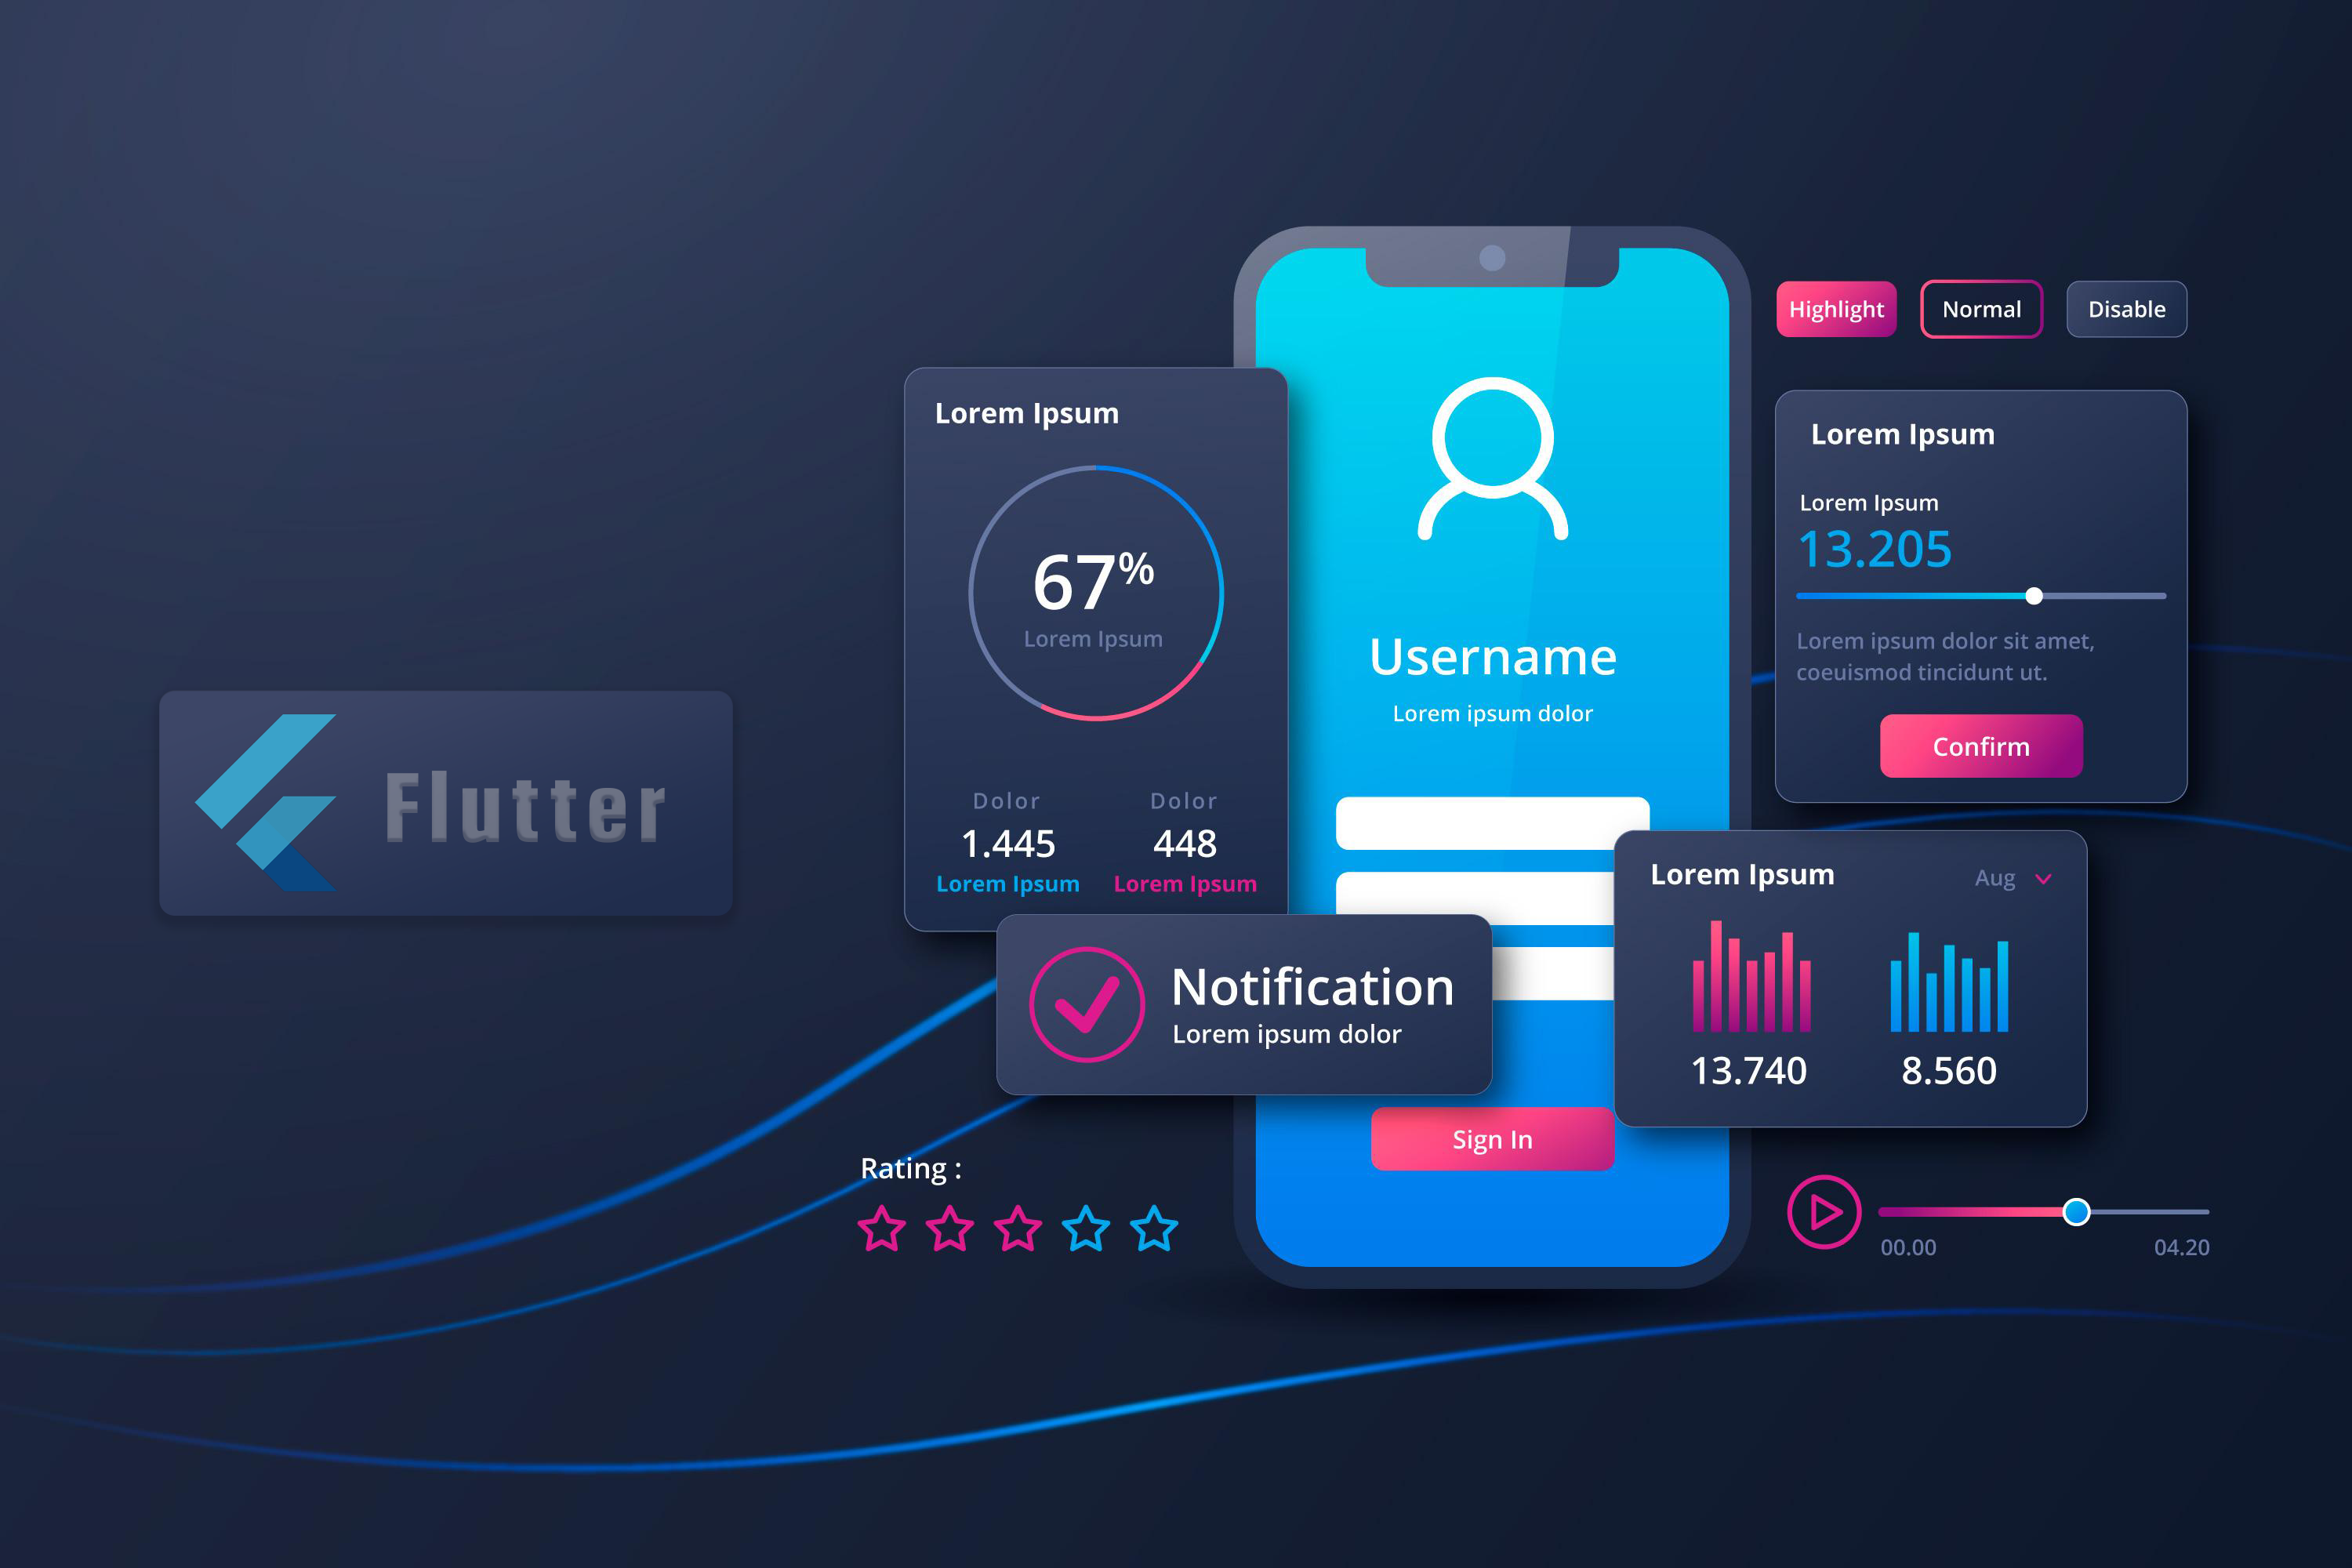 Flutter
Lorem Ipsum
67%
Lorem Ipsum
Dolor
1.445
Lorem Ipsum
Dolor
448
Lorem Ipsum
Notification
Lorem ipsum dolor
Rating :
Username
Lorem ipsum dolor
Sign In
Highlight
Normal
Disable
Lorem Ipsum
Lorem Ipsum
13.205
Lorem ipsum dolor sit amet,
coeuismod tincidunt ut.
Confirm
Lorem Ipsum
Aug
13.740
8.560
00.00
04.20